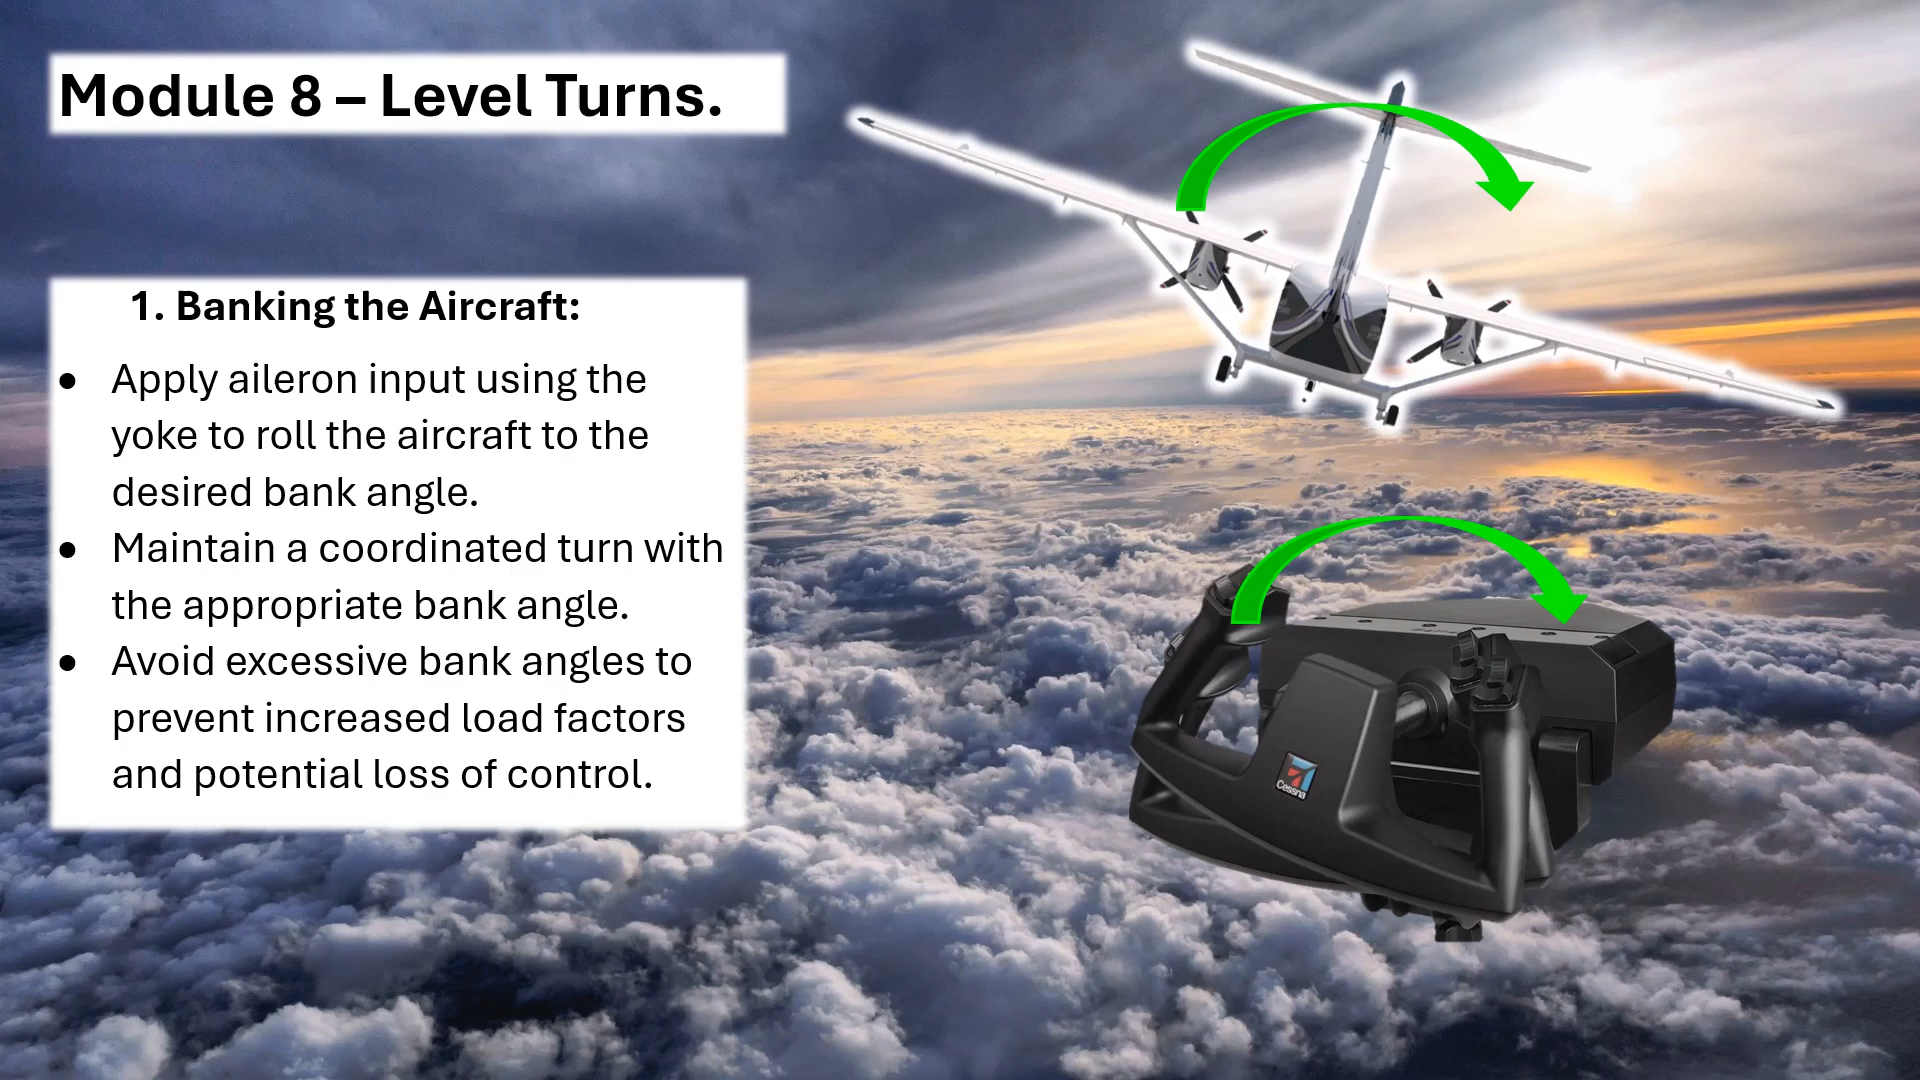 Module 8 – Level Turns.
1. Banking the Aircraft:
● Apply aileron input using the
yoke to roll the aircraft to the
desired bank angle.
● Maintain a coordinated turn with
the appropriate bank angle.
● Avoid excessive bank angles to
prevent increased load factors
and potential loss of control.
Cessna